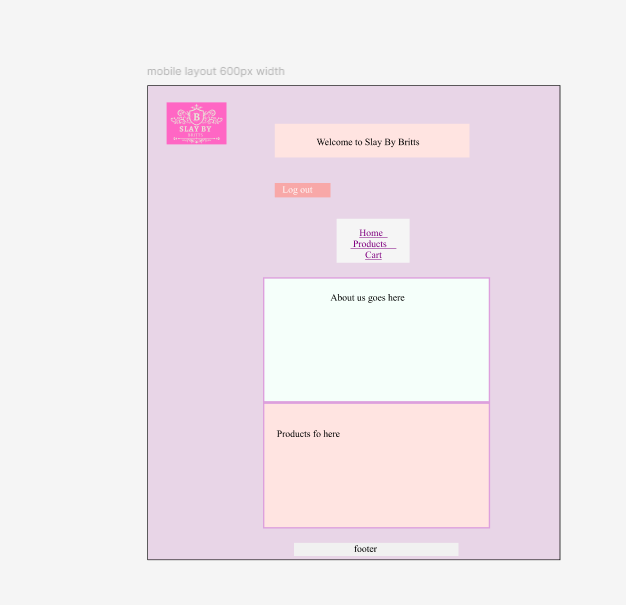 mobile layout 600px width
B
SLAY BY
BRITTS
Welcome to Slay By Britts
Log out
Home
Products
Cart
About us goes here
Products fo here
footer